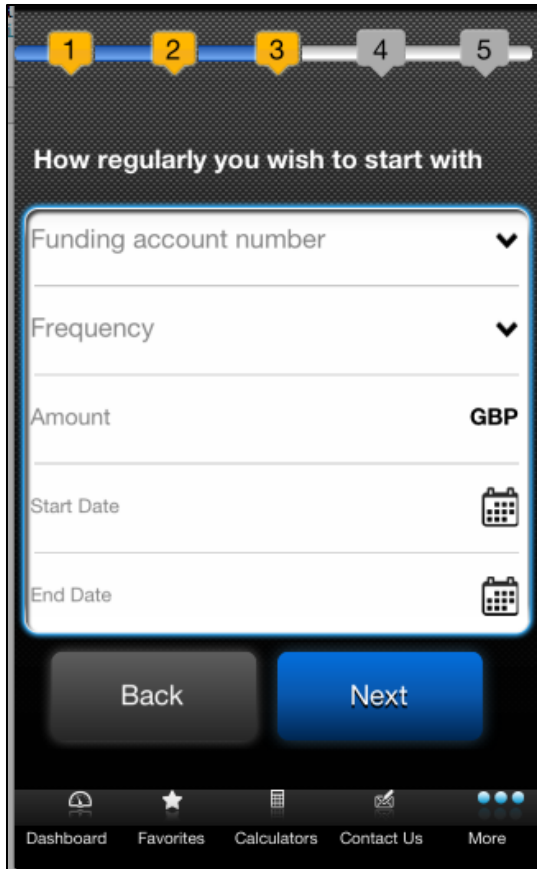 1 2 3 4 5
How regularly you wish to start with
Funding account number
Frequency
Amount GBP
Start Date
End Date
Back Next
Dashboard Favorites Calculators Contact Us More